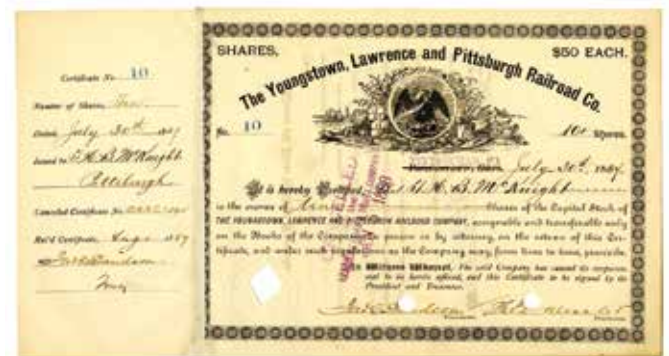 Certificate No. 10
Number of Shares, Ten
Dated, July 30th 1887
Issued to H. B. McKnight
Pittsburgh
Cancelled Certificate No.
Rec'd Certificate,
SHARES, $50 EACH.
The Youngstown, Lawrence and Pittsburgh Railroad Co.
No. 10
10 Shares.
July 30th, 1887.
It is hereby Certified, that H. B. McKnight
is the owner of Ten Shares of the Capital Stock of
THE YOUNGSTOWN, LAWRENCE AND PITTSBURGH RAILROAD COMPANY, assignable and transferable only
on the Books of the Company in person or by attorney, on the return of this Cer-
tificate, and under such regulations as the Company may, from time to time, provide.
In Witness Whereof, The said Company has caused its corporate
seal to be hereto affixed, and this Certificate to be signed by its
President and Treasurer.